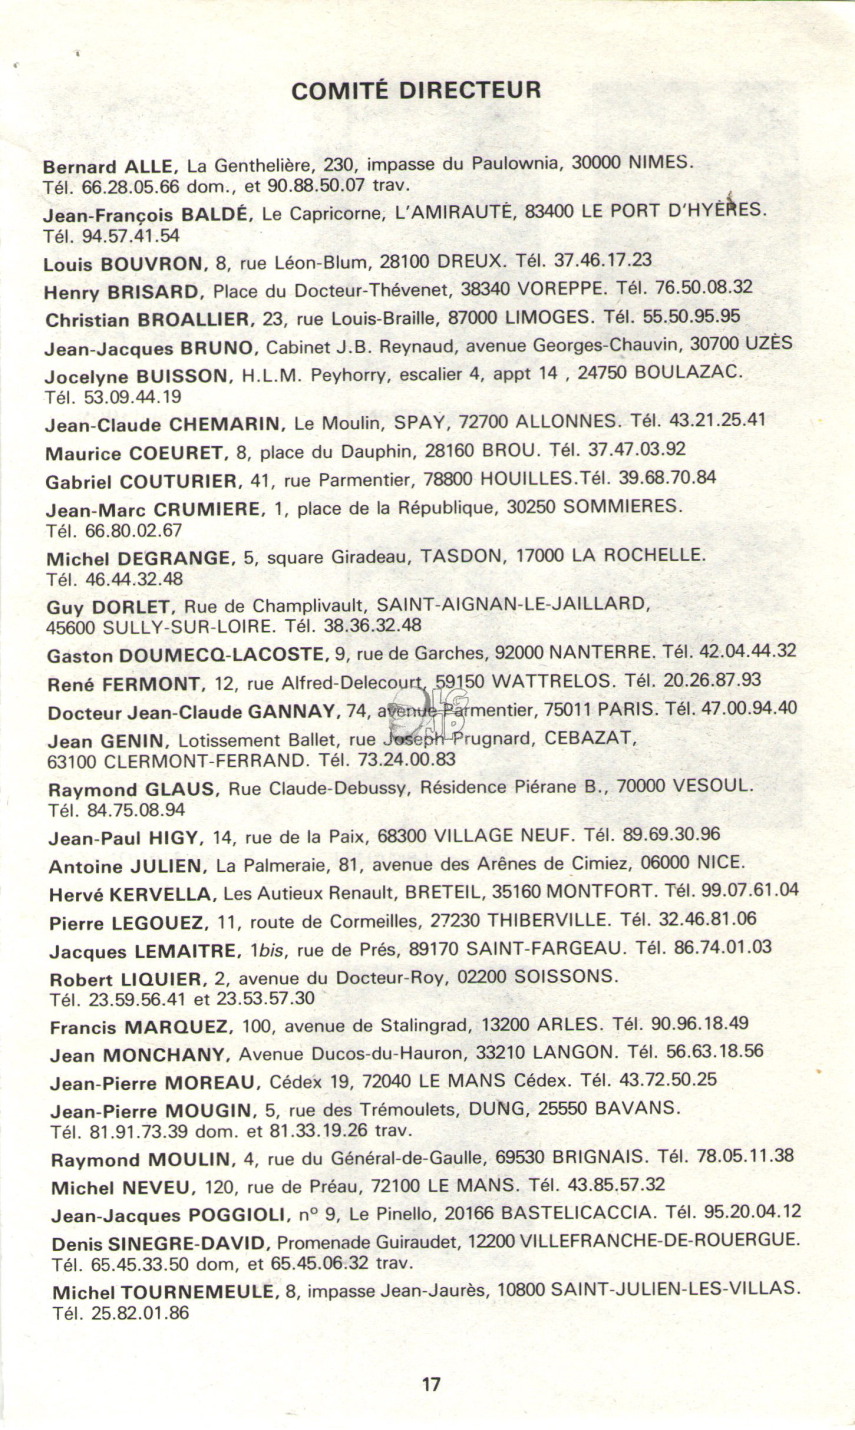 COMITÉ DIRECTEUR
Bernard ALLE, La Genthelière, 230, impasse du Paulownia, 30000 NIMES.
Tél. 66.28.05.66 dom., et 90.88.50.07 trav.
Jean-François BALDÉ, Le Capricorne, L'AMIRAUTÉ, 83400 LE PORT D'HYÈRES.
Tél. 94.57.41.54
Louis BOUVRON, 8, rue Léon-Blum, 28100 DREUX. Tél. 37.46.17.23
Henry BRISARD, Place du Docteur-Thévenet, 38340 VOREPPE. Tél. 76.50.08.32
Christian BROALLIER, 23, rue Louis-Braille, 87000 LIMOGES. Tél. 55.50.95.95
Jean-Jacques BRUNO, Cabinet J.B. Reynaud, avenue Georges-Chauvin, 30700 UZÈS
Jocelyne BUISSON, H.L.M. Peyhorry, escalier 4, appt 14 , 24750 BOULAZAC.
Tél. 53.09.44.19
Jean-Claude CHEMARIN, Le Moulin, SPAY, 72700 ALLONNES. Tél. 43.21.25.41
Maurice COEURET, 8, place du Dauphin, 28160 BROU. Tél. 37.47.03.92
Gabriel COUTURIER, 41, rue Parmentier, 78800 HOUILLES.Tél. 39.68.70.84
Jean-Marc CRUMIERE, 1, place de la République, 30250 SOMMIERES.
Tél. 66.80.02.67
Michel DEGRANGE, 5, square Giradeau, TASDON, 17000 LA ROCHELLE.
Tél. 46.44.32.48
Guy DORLET, Rue de Champlivault, SAINT-AIGNAN-LE-JAILLARD,
45600 SULLY-SUR-LOIRE. Tél. 38.36.32.48
Gaston DOUMECQ-LACOSTE, 9, rue de Garches, 92000 NANTERRE. Tél. 42.04.44.32
René FERMONT, 12, rue Alfred-Delecourt, 59150 WATTRELOS. Tél. 20.26.87.93
Docteur Jean-Claude GANNAY, 74, avenue Parmentier, 75011 PARIS. Tél. 47.00.94.40
Jean GENIN, Lotissement Ballet, rue Joseph Prugnard, CEBAZAT,
63100 CLERMONT-FERRAND. Tél. 73.24.00.83
Raymond GLAUS, Rue Claude-Debussy, Résidence Piérane B., 70000 VESOUL.
Tél. 84.75.08.94
Jean-Paul HIGY, 14, rue de la Paix, 68300 VILLAGE NEUF. Tél. 89.69.30.96
Antoine JULIEN, La Palmeraie, 81, avenue des Arênes de Cimiez, 06000 NICE.
Hervé KERVELLA, Les Autieux Renault, BRETEIL, 35160 MONTFORT. Tél. 99.07.61.04
Pierre LEGOUEZ, 11, route de Cormeilles, 27230 THIBERVILLE. Tél. 32.46.81.06
Jacques LEMAITRE, 1bis, rue de Prés, 89170 SAINT-FARGEAU. Tél. 86.74.01.03
Robert LIQUIER, 2, avenue du Docteur-Roy, 02200 SOISSONS.
Tél. 23.59.56.41 et 23.53.57.30
Francis MARQUEZ, 100, avenue de Stalingrad, 13200 ARLES. Tél. 90.96.18.49
Jean MONCHANY, Avenue Ducos-du-Hauron, 33210 LANGON. Tél. 56.63.18.56
Jean-Pierre MOREAU, Cédex 19, 72040 LE MANS Cédex. Tél. 43.72.50.25
Jean-Pierre MOUGIN, 5, rue des Trémoulets, DUNG, 25550 BAVANS.
Tél. 81.91.73.39 dom. et 81.33.19.26 trav.
Raymond MOULIN, 4, rue du Général-de-Gaulle, 69530 BRIGNAIS. Tél. 78.05.11.38
Michel NEVEU, 120, rue de Préau, 72100 LE MANS. Tél. 43.85.57.32
Jean-Jacques POGGIOLI, n° 9, Le Pinello, 20166 BASTELICACCIA. Tél. 95.20.04.12
Denis SINEGRE-DAVID, Promenade Guiraudet, 12200 VILLEFRANCHE-DE-ROUERGUE.
Tél. 65.45.33.50 dom, et 65.45.06.32 trav.
Michel TOURNEMEULE, 8, impasse Jean-Jaurès, 10800 SAINT-JULIEN-LES-VILLAS.
Tél. 25.82.01.86
17